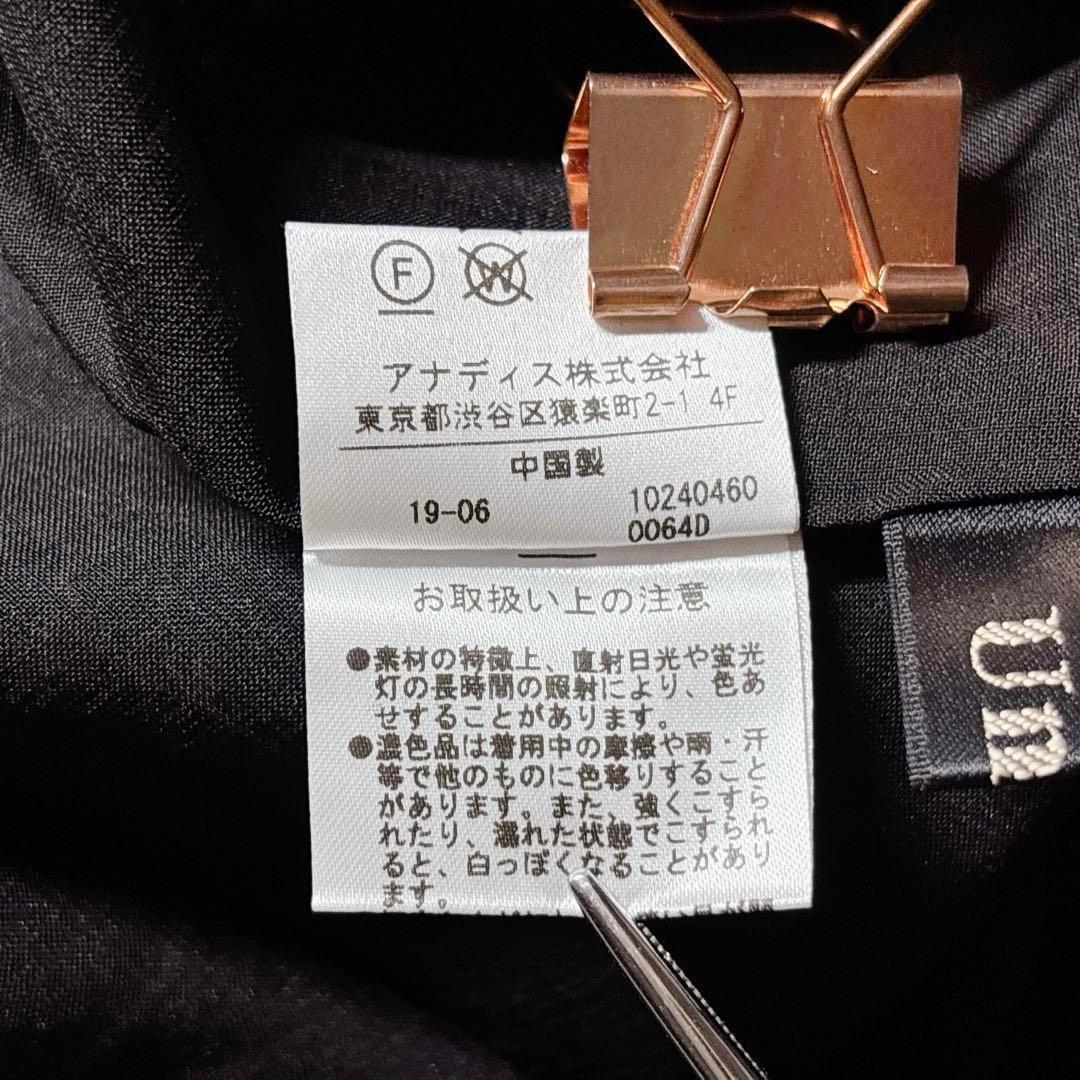 F W
アナディス株式会社
東京都渋谷区猿楽町2-1 4F
中国製
19-06 10240460
0064D
お取扱い上の注意
●素材の特徴上、直射日光や蛍光
灯の長時間の照射により、色あ
せすることがあります。
●濃色品は着用中の摩擦や雨・汗
等で他のものに色移りすること
があります。また、強くこすら
れたり、濡れた状態でこすられ
ると、白っぽくなることがあり
ます。
Un